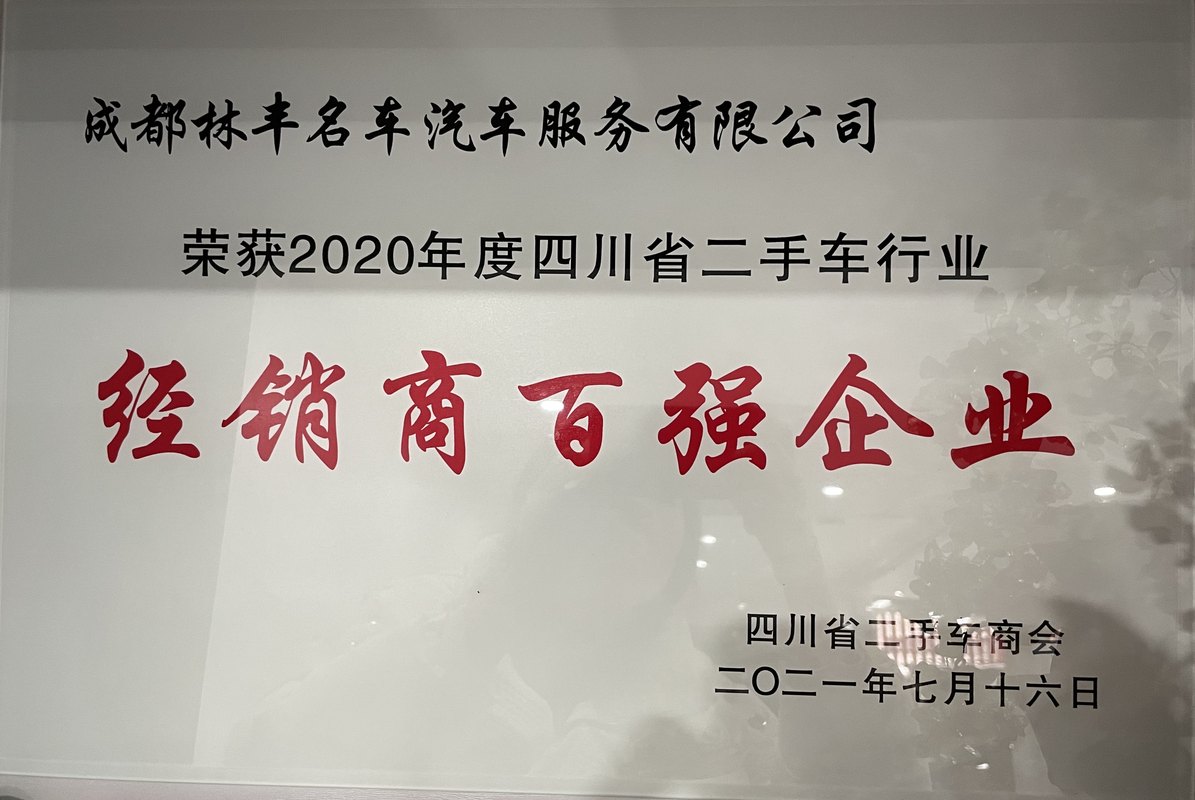 成都林丰名车汽车服务有限公司
荣获2020年度四川省二手车行业
经销商百强企业
四川省二手车商会
二〇二一年七月十六日